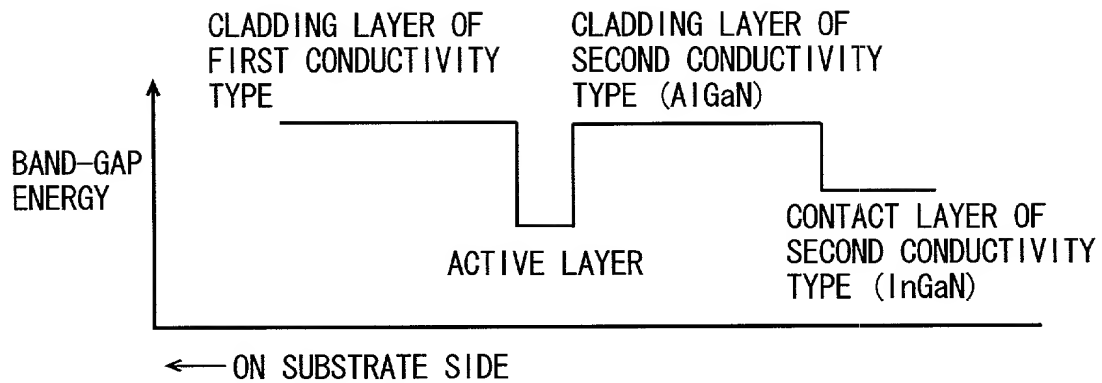 CLADDING LAYER OF
FIRST CONDUCTIVITY
TYPE
CLADDING LAYER OF
SECOND CONDUCTIVITY
TYPE (AlGaN)
BAND-GAP
ENERGY
ACTIVE LAYER
CONTACT LAYER OF
SECOND CONDUCTIVITY
TYPE (InGaN)
ON SUBSTRATE SIDE